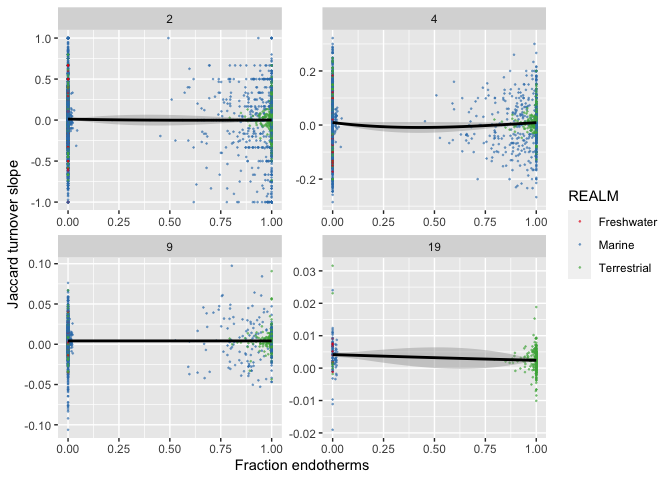 2
4
1.0
0.5
0.0
-0.5
-1.0
0.2
0.0
-0.2
0.00 0.25 0.50 0.75 1.00
0.00 0.25 0.50 0.75 1.00
9
19
0.10
0.05
0.00
-0.05
-0.10
0.03
0.02
0.01
0.00
-0.01
-0.02
0.00 0.25 0.50 0.75 1.00
0.00 0.25 0.50 0.75 1.00
Jaccard turnover slope
Fraction endotherms
REALM
Freshwater
Marine
Terrestrial